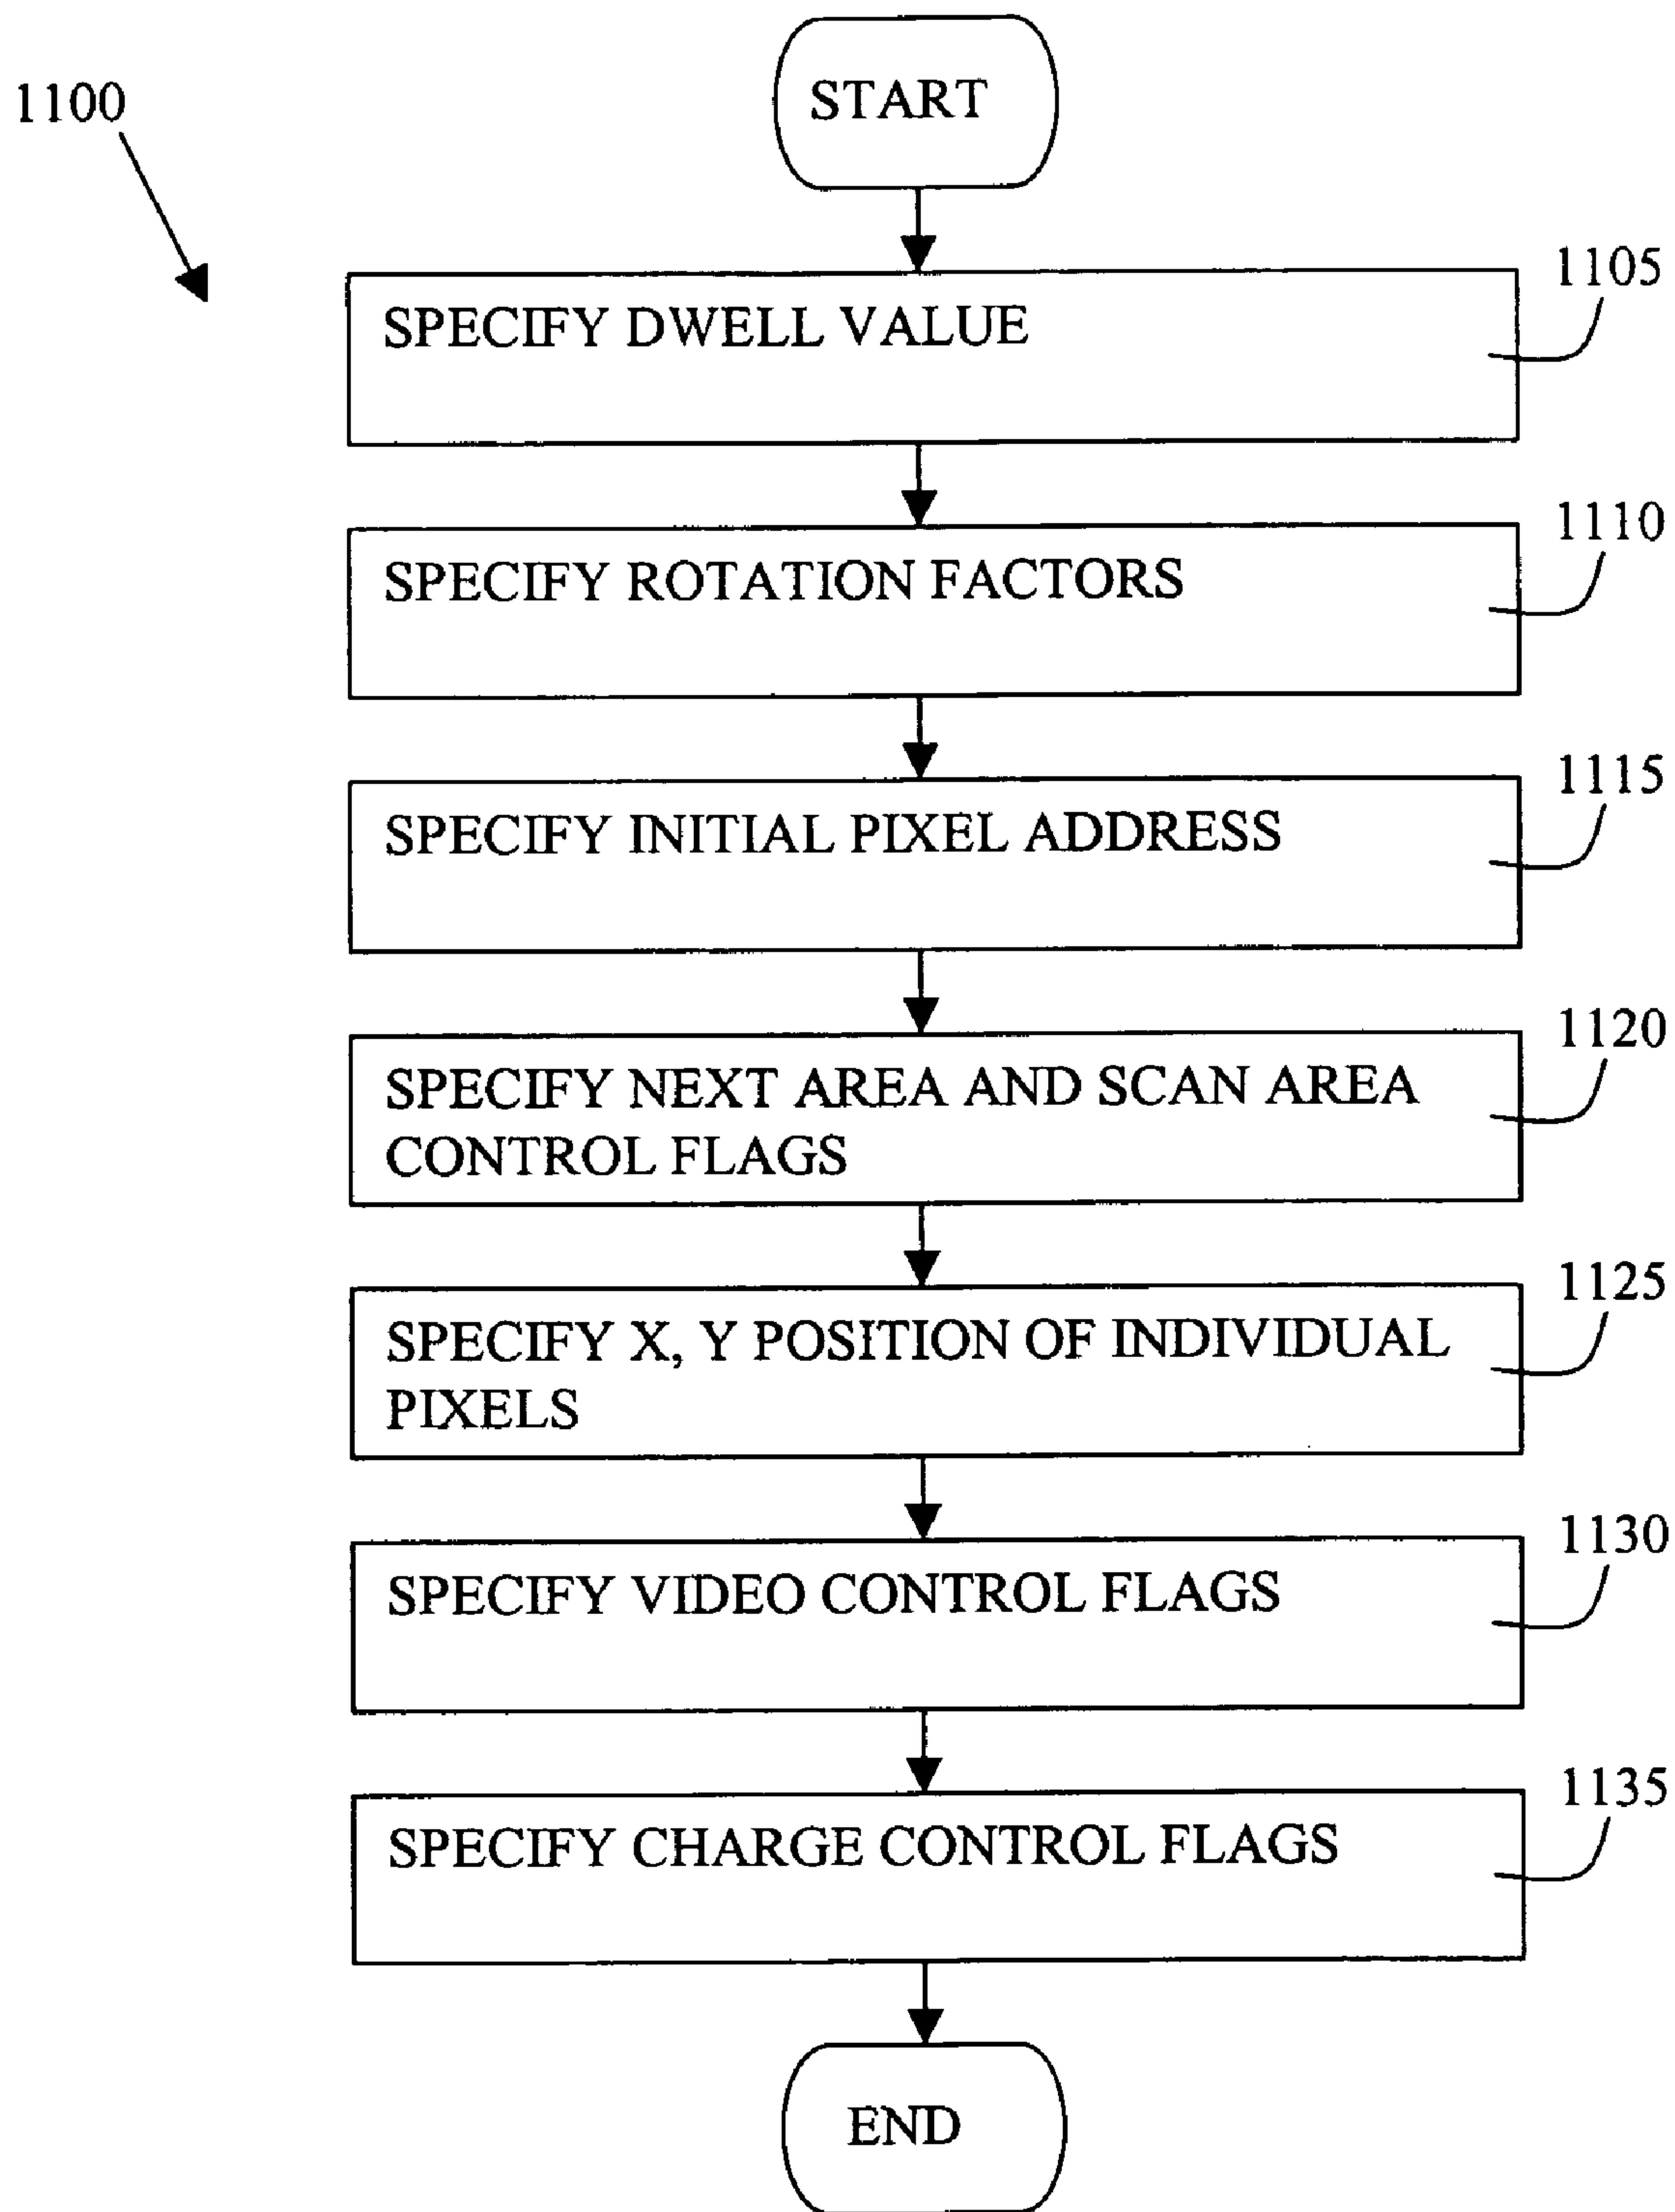 1100
START
1105
SPECIFY DWELL VALUE
1110
SPECIFY ROTATION FACTORS
1115
SPECIFY INITIAL PIXEL ADDRESS
1120
SPECIFY NEXT AREA AND SCAN AREA
CONTROL FLAGS
1125
SPECIFY X, Y POSITION OF INDIVIDUAL
PIXELS
1130
SPECIFY VIDEO CONTROL FLAGS
1135
SPECIFY CHARGE CONTROL FLAGS
END